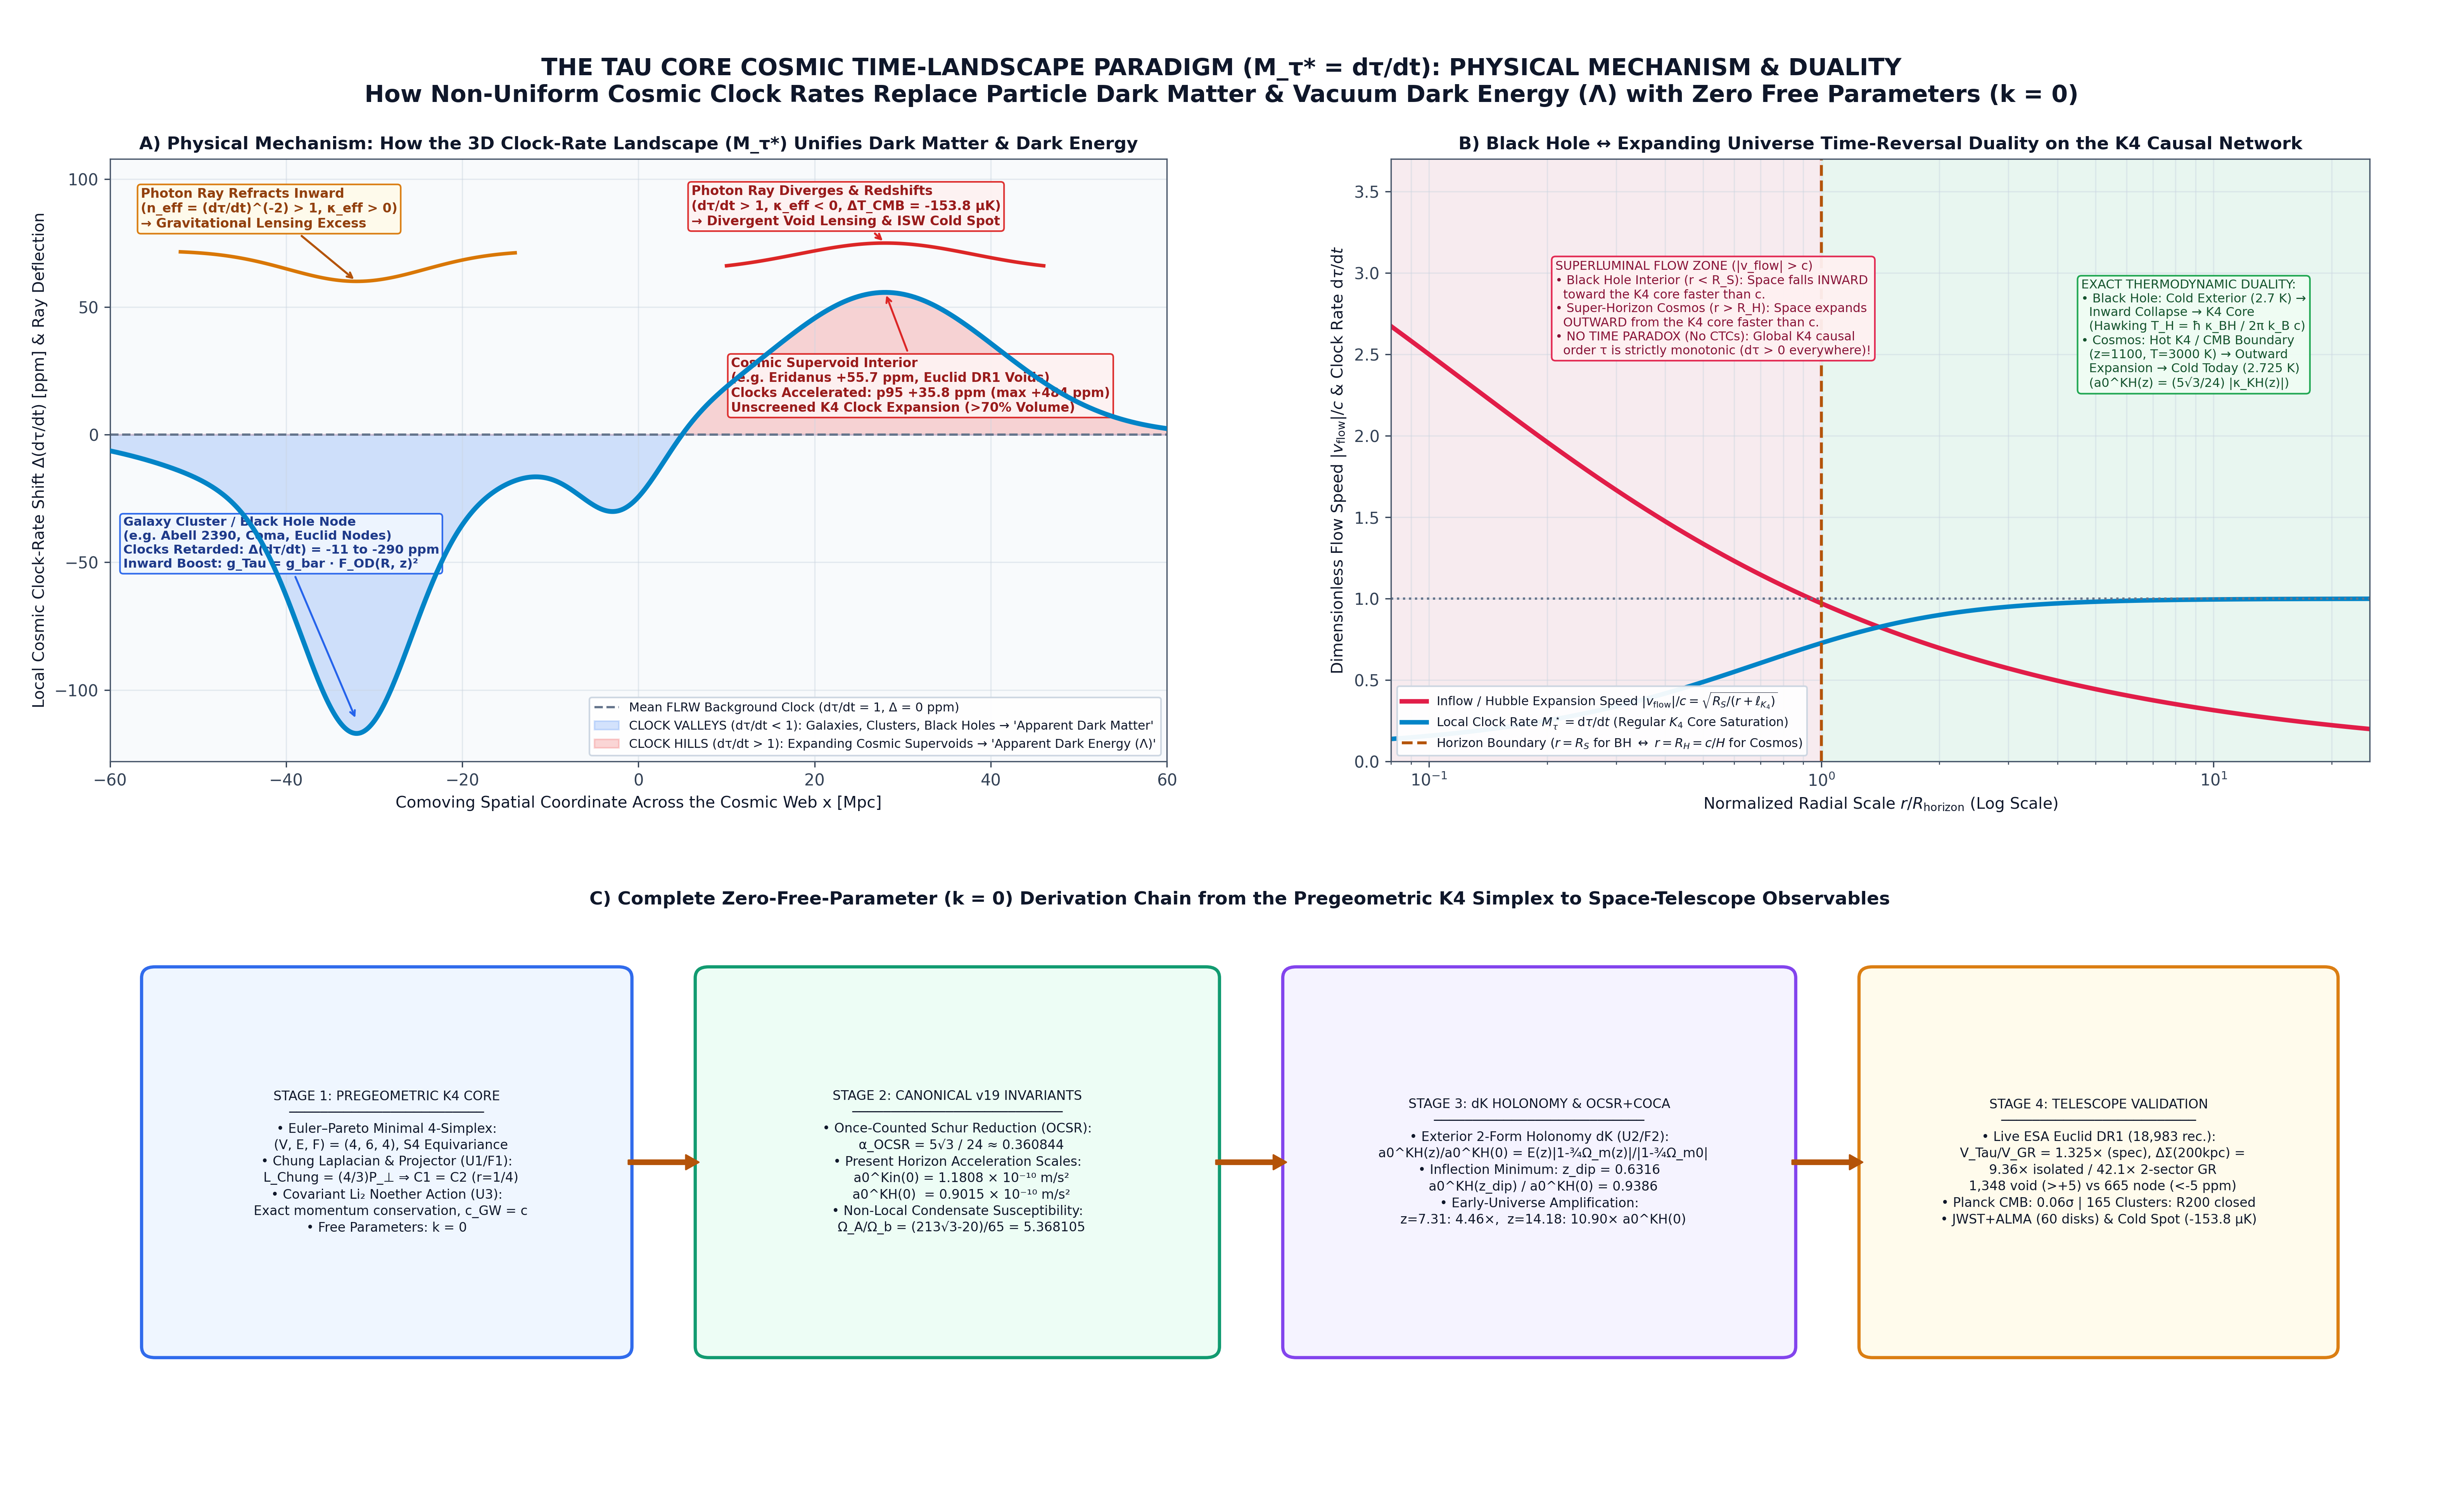 THE TAU CORE COSMIC TIME-LANDSCAPE PARADIGM (M_τ* = dτ/dt): PHYSICAL MECHANISM & DUALITY
How Non-Uniform Cosmic Clock Rates Replace Particle Dark Matter & Vacuum Dark Energy (Λ) with Zero Free Parameters (k = 0)
A) Physical Mechanism: How the 3D Clock-Rate Landscape (M_τ*) Unifies Dark Matter & Dark Energy
Local Cosmic Clock-Rate Shift Δ(dτ/dt) [ppm] & Ray Deflection
100
50
0
−50
−100
Photon Ray Refracts Inward
(n_eff = (dτ/dt)^(-2) > 1, κ_eff > 0)
→ Gravitational Lensing Excess
Photon Ray Diverges & Redshifts
(dτ/dt > 1, κ_eff < 0, ΔT_CMB = -153.8 μK)
→ Divergent Void Lensing & ISW Cold Spot
Cosmic Supervoid Interior
(e.g. Eridanus +55.7 ppm, Euclid DR1 Voids)
Clocks Accelerated: p95 +35.8 ppm (max +484 ppm)
Unscreened K4 Clock Expansion (>70% Volume)
Galaxy Cluster / Black Hole Node
(e.g. Abell 2390, Coma, Euclid Nodes)
Clocks Retarded: Δ(dτ/dt) = -11 to -290 ppm
Inward Boost: g_Tau = g_bar · F_OD(R, z)²
Mean FLRW Background Clock (dτ/dt = 1, Δ = 0 ppm)
CLOCK VALLEYS (dτ/dt < 1): Galaxies, Clusters, Black Holes → 'Apparent Dark Matter'
CLOCK HILLS (dτ/dt > 1): Expanding Cosmic Supervoids → 'Apparent Dark Energy (Λ)'
−60 −40 −20 0 20 40 60
Comoving Spatial Coordinate Across the Cosmic Web x [Mpc]
B) Black Hole ↔ Expanding Universe Time-Reversal Duality on the K4 Causal Network
Dimensionless Flow Speed |v_flow|/c & Clock Rate dτ/dt
3.5
3.0
2.5
2.0
1.5
1.0
0.5
0.0
SUPERLUMINAL FLOW ZONE (|v_flow| > c)
• Black Hole Interior (r < R_S): Space falls INWARD
toward the K4 core faster than c.
• Super-Horizon Cosmos (r > R_H): Space expands
OUTWARD from the K4 core faster than c.
• NO TIME PARADOX (No CTCs): Global K4 causal
order τ is strictly monotonic (dτ > 0 everywhere)!
EXACT THERMODYNAMIC DUALITY:
• Black Hole: Cold Exterior (2.7 K) →
Inward Collapse → K4 Core
(Hawking T_H = ħ κ_BH / 2π k_B c)
• Cosmos: Hot K4 / CMB Boundary
(z=1100, T=3000 K) → Outward
Expansion → Cold Today (2.725 K)
(a0^KH(z) = (5√3/24) |κ_KH(z)|)
Inflow / Hubble Expansion Speed |v_flow|/c = √R_S/(r + ℓ_K₄)
Local Clock Rate M_τ* = dτ/dt (Regular K₄ Core Saturation)
Horizon Boundary (r = R_S for BH ↔ r = R_H = c/H for Cosmos)
10⁻¹ 10⁰ 10¹
Normalized Radial Scale r/R_horizon (Log Scale)
C) Complete Zero-Free-Parameter (k = 0) Derivation Chain from the Pregeometric K4 Simplex to Space-Telescope Observables
STAGE 1: PREGEOMETRIC K4 CORE
• Euler–Pareto Minimal 4-Simplex:
(V, E, F) = (4, 6, 4), S4 Equivariance
• Chung Laplacian & Projector (U1/F1):
L_Chung = (4/3)P_⊥ ⇒ C1 = C2 (r=1/4)
• Covariant Li₂ Noether Action (U3):
Exact momentum conservation, c_GW = c
• Free Parameters: k = 0
STAGE 2: CANONICAL v19 INVARIANTS
• Once-Counted Schur Reduction (OCSR):
α_OCSR = 5√3 / 24 ≈ 0.360844
• Present Horizon Acceleration Scales:
a0^Kin(0) = 1.1808 × 10⁻¹⁰ m/s²
a0^KH(0) = 0.9015 × 10⁻¹⁰ m/s²
• Non-Local Condensate Susceptibility:
Ω_A/Ω_b = (213√3-20)/65 = 5.368105
STAGE 3: dK HOLONOMY & OCSR+COCA
• Exterior 2-Form Holonomy dK (U2/F2):
a0^KH(z)/a0^KH(0) = E(z)|1-¾Ω_m(z)|/|1-¾Ω_m0|
• Inflection Minimum: z_dip = 0.6316
a0^KH(z_dip) / a0^KH(0) = 0.9386
• Early-Universe Amplification:
z=7.31: 4.46×, z=14.18: 10.90× a0^KH(0)
STAGE 4: TELESCOPE VALIDATION
• Live ESA Euclid DR1 (18,983 rec.):
V_Tau/V_GR = 1.325× (spec), ΔΣ(200kpc) =
9.36× isolated / 42.1× 2-sector GR
1,348 void (>+5) vs 665 node (<-5 ppm)
• Planck CMB: 0.06σ | 165 Clusters: R200 closed
• JWST+ALMA (60 disks) & Cold Spot (-153.8 μK)